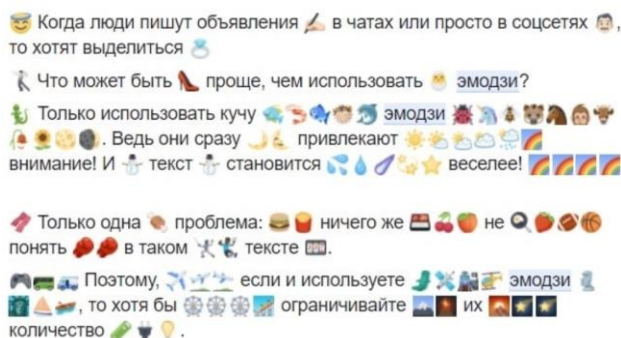 😇 Когда люди пишут объявления ✍🏻 в чатах или просто в соцсетях 👨🏻,
то хотят выделиться 💍
Что может быть 👠 проще, чем использовать 🐣 эмодзи?
Только использовать кучу эмодзи
. Ведь они сразу привлекают
внимание! И ⛄ текст ⛄ становится веселее! 🌈🌈🌈🌈
Только одна проблема: 🍔🍟 ничего же 🍱🍒🍑 не 🍳🍓🏈🏀
понять 🥊🥊 в таком тексте
🎮 Поэтому, если и используете эмодзи
, то хотя бы 🎡🎡🎡 ограничивайте их
количество 🔌💡.